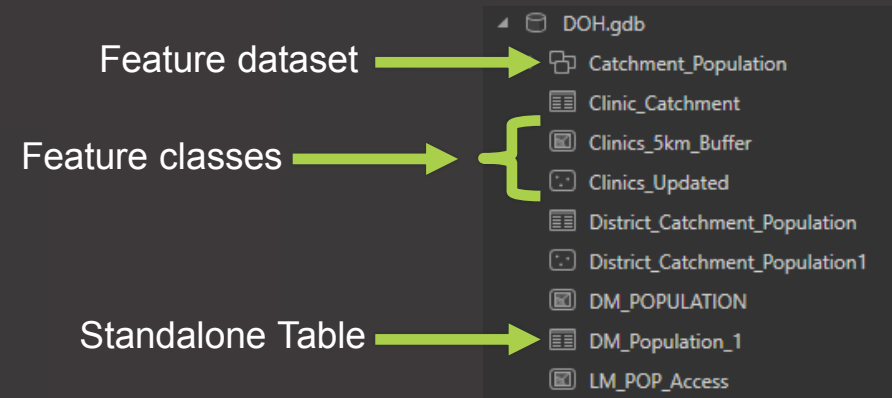 DOH.gdb
Feature dataset
Catchment_Population
Clinic_Catchment
Feature classes
Clinics_5km_Buffer
Clinics_Updated
District_Catchment_Population
District_Catchment_Population1
DM_POPULATION
Standalone Table
DM_Population_1
LM_POP_Access